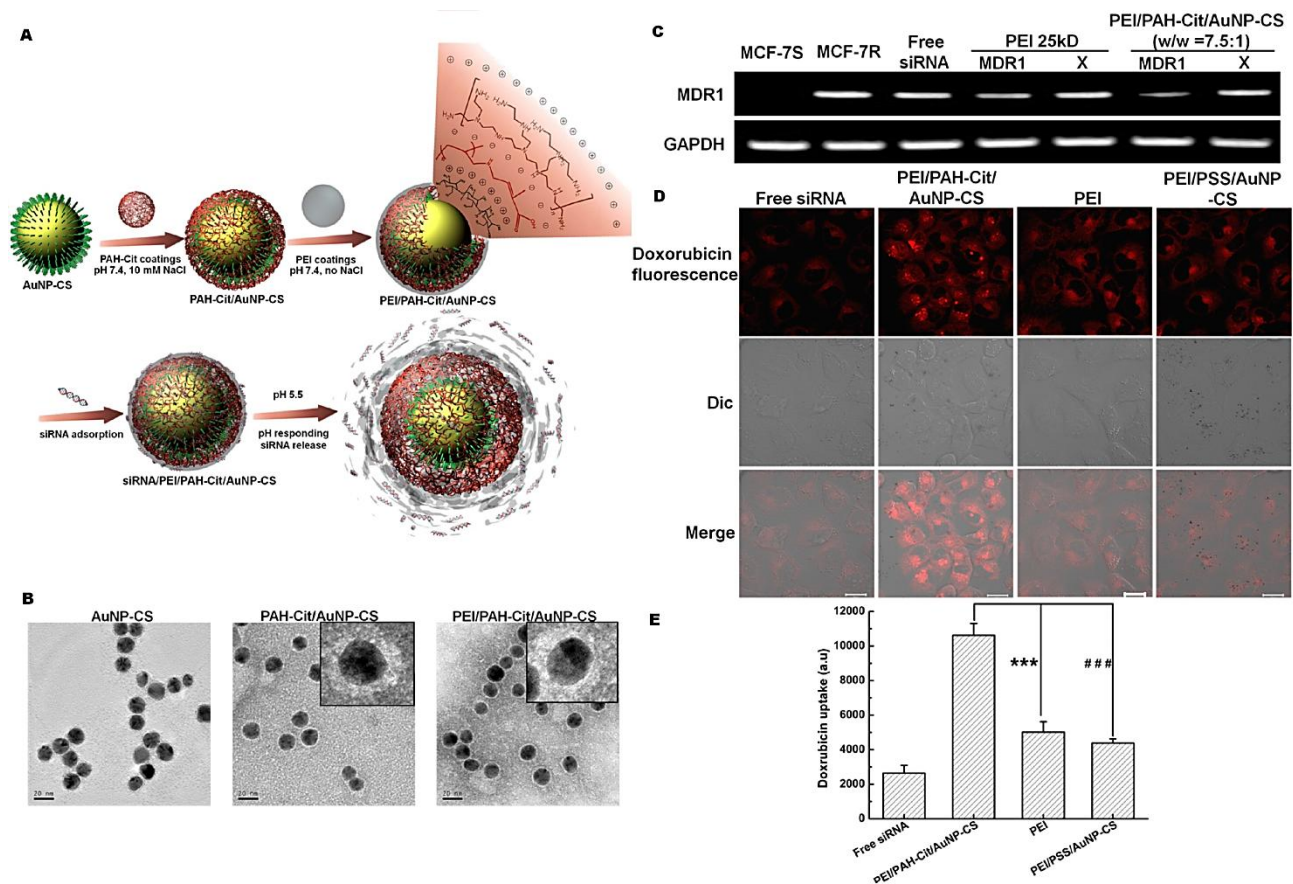 A
AuNP-CS
PAH-Cit coatings
pH 7.4, 10 mM NaCl
PAH-Cit/AuNP-CS
PEI coatings
pH 7.4, no NaCl
PEI/PAH-Cit/AuNP-CS
siRNA adsorption
siRNA/PEI/PAH-Cit/AuNP-CS
pH 5.5
pH responding
siRNA release
B
AuNP-CS
PAH-Cit/AuNP-CS
PEI/PAH-Cit/AuNP-CS
20 nm
20 nm
20 nm
C
MCF-7S
MCF-7R
Free
siRNA
PEI 25kD
MDR1
X
PEI/PAH-Cit/AuNP-CS
(w/w =7.5:1)
MDR1
X
MDR1
GAPDH
D
Free siRNA
PEI/PAH-Cit/
AuNP-CS
PEI
PEI/PSS/AuNP
-CS
Doxorubicin
fluorescence
Dic
Merge
E
Doxrubicin uptake (a.u)
12000
10000
8000
6000
4000
2000
0
***
###
Free siRNA
PEI/PAH-Cit/AuNP-CS
PEI
PEI/PSS/AuNP-CS